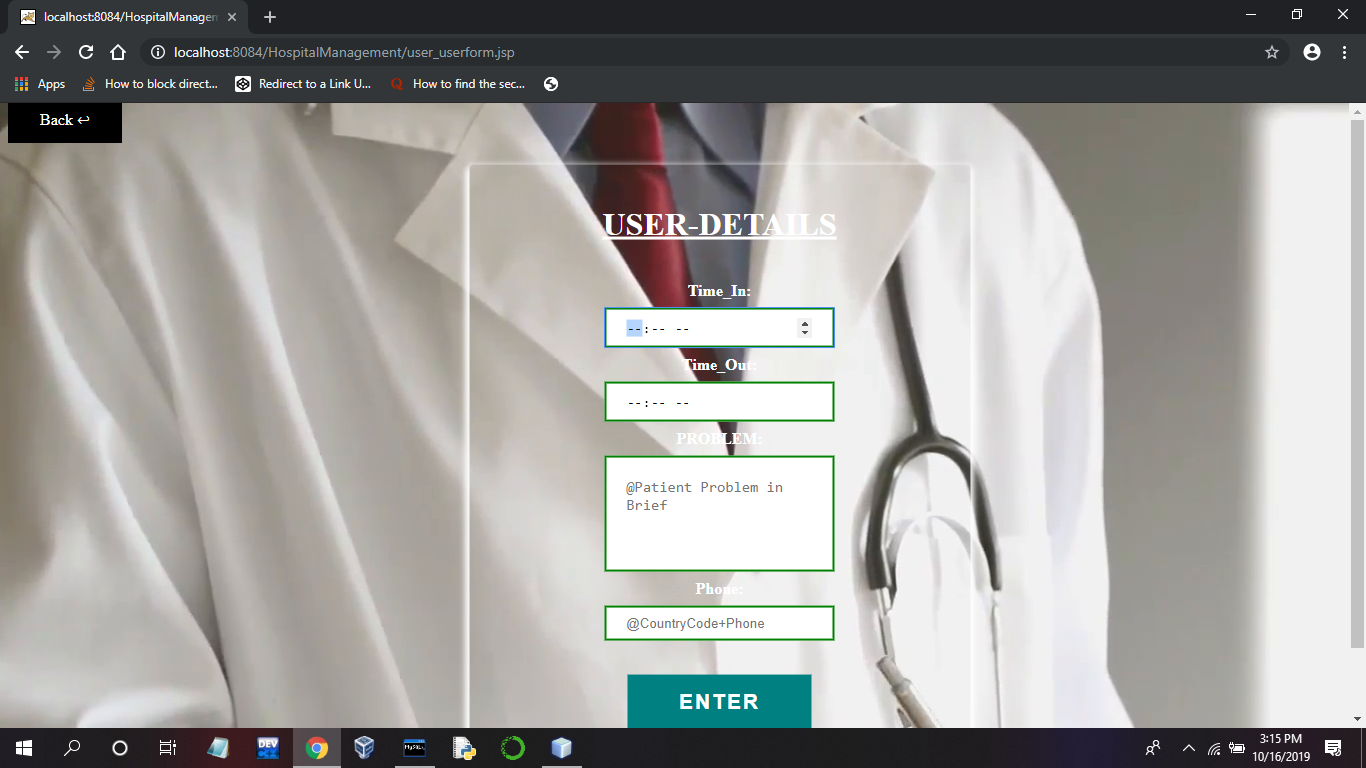 localhost:8084/HospitalManagem
localhost:8084/HospitalManagement/user_userform.jsp
Apps
How to block direct...
Redirect to a Link U...
How to find the sec...
Back ↩
USER-DETAILS
Time_In:
--:-- --
Time_Out:
--:-- --
PROBLEM:
@Patient Problem in
Brief
Phone:
@CountryCode+Phone
ENTER
DEV
MySQL
3:15 PM
10/16/2019